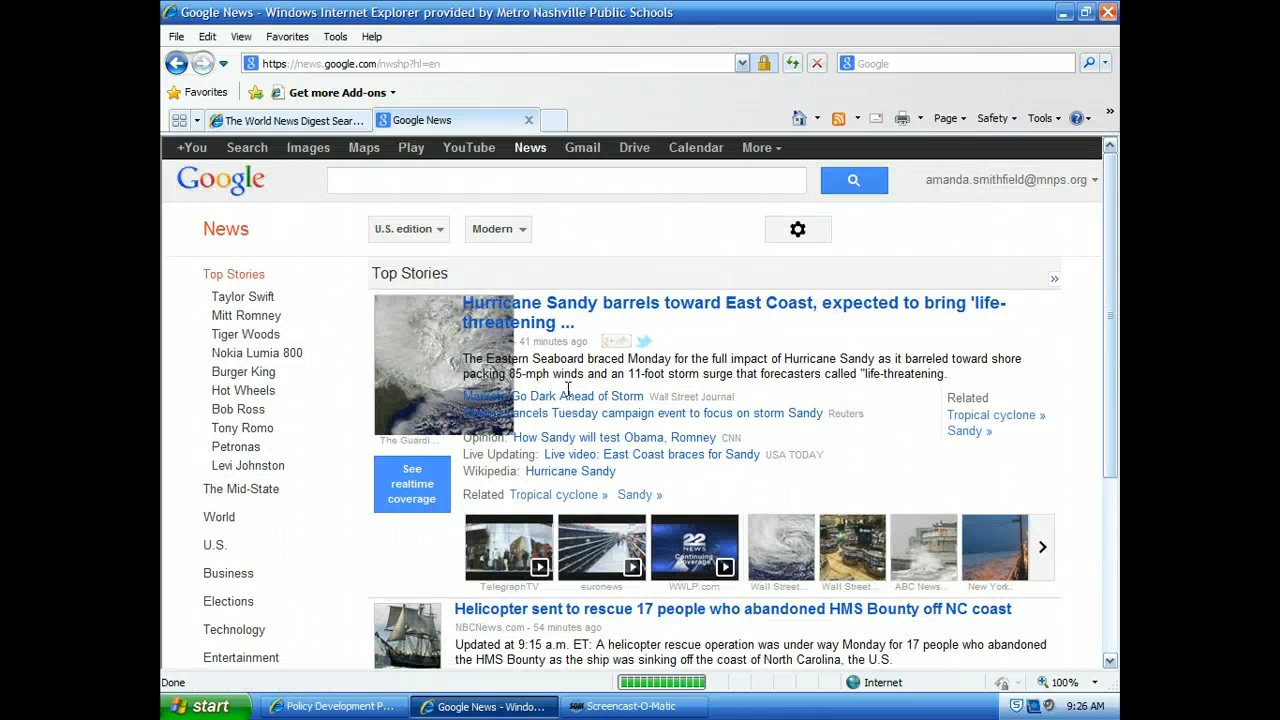 Google News - Windows Internet Explorer provided by Metro Nashville Public Schools
File Edit View Favorites Tools Help
https://news.google.com/nwshp?hl=en
Google
Favorites Get more Add-ons
The World News Digest Sear... Google News Page Safety Tools
+You Search Images Maps Play YouTube News Gmail Drive Calendar More
Google amanda.smithfield@mnps.org
News U.S. edition Modern
Top Stories
Taylor Swift
Mitt Romney
Tiger Woods
Nokia Lumia 800
Burger King
Hot Wheels
Bob Ross
Tony Romo
Petronas
Levi Johnston
The Mid-State
World
U.S.
Business
Elections
Technology
Entertainment
Top Stories
Hurricane Sandy barrels toward East Coast, expected to bring 'life-
threatening ...
41 minutes ago
The Eastern Seaboard braced Monday for the full impact of Hurricane Sandy as it barreled toward shore
packing 85-mph winds and an 11-foot storm surge that forecasters called "life-threatening.
Go Dark Ahead of Storm Wall Street Journal
Cancels Tuesday campaign event to focus on storm Sandy Reuters
Opinion: How Sandy will test Obama, Romney CNN
Live Updating: Live video: East Coast braces for Sandy USA TODAY
Wikipedia: Hurricane Sandy
Related Tropical cyclone » Sandy »
Related
Tropical cyclone »
Sandy »
The Guardi...
See
realtime
coverage
22
NEWS
Continuing
Coverage
TelegraphTV euronews WWLP.com Wall Street... Wall Street... ABC News... New York...
Helicopter sent to rescue 17 people who abandoned HMS Bounty off NC coast
NBCNews.com - 54 minutes ago
Updated at 9:15 a.m. ET: A helicopter rescue operation was under way Monday for 17 people who abandoned
the HMS Bounty as the ship was sinking off the coast of North Carolina, the U.S.
Done Internet 100%
start Policy Development P... Google News - Windo... Screencast-O-Matic 9:26 AM